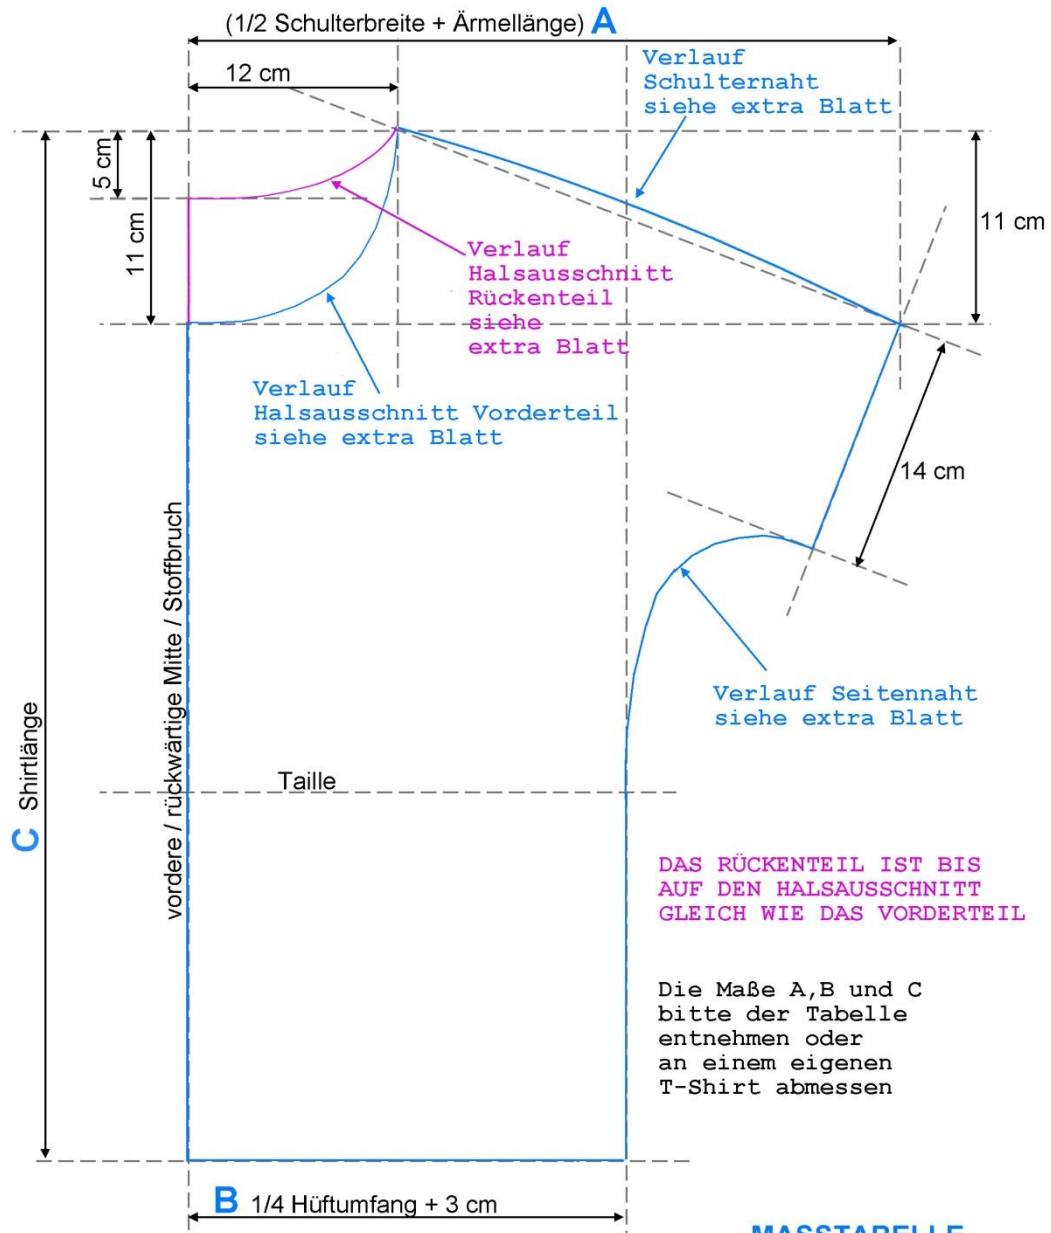 (1/2 Schulterbreite + Ärmellänge) A
12 cm
Verlauf
Schulternaht
siehe extra Blatt
5 cm
11 cm
11 cm
Verlauf
Halsausschnitt
Rückenteil
siehe
extra Blatt
Verlauf
Halsausschnitt Vorderteil
siehe extra Blatt
14 cm
vordere / rückwärtige Mitte / Stoffbruch
Verlauf Seitennaht
siehe extra Blatt
Taille
C Shirtlänge
DAS RÜCKENTEIL IST BIS
AUF DEN HALSAUSSCHNITT
GLEICH WIE DAS VORDERTEIL
Die Maße A,B und C
bitte der Tabelle
entnehmen oder
an einem eigenen
T-Shirt abmessen
B 1/4 Hüftumfang + 3 cm
MASSTABELLE